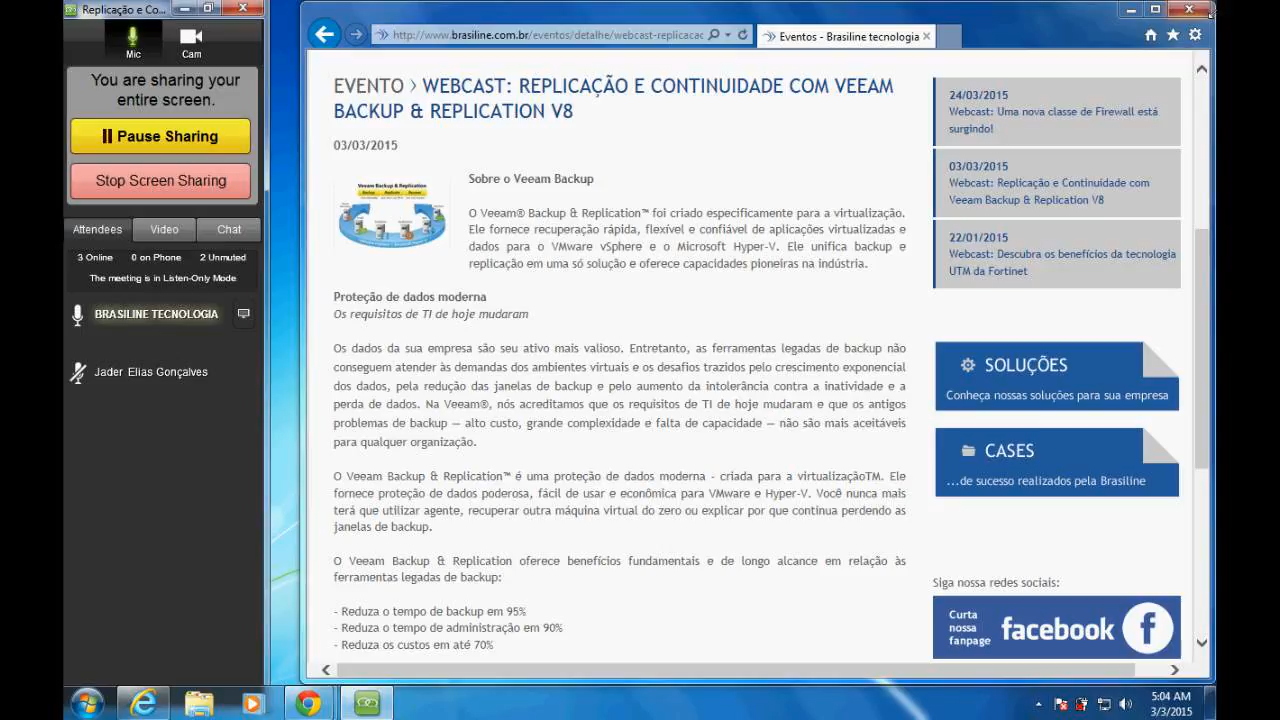 Replicação e Co...
Mic
Cam
You are sharing your
entire screen.
Pause Sharing
Stop Screen Sharing
Attendees
Video
Chat
3 Online
0 on Phone
2 Unmuted
The meeting is in Listen-Only Mode
BRASILINE TECNOLOGIA
Jader Elias Gonçalves
http://www.brasiline.com.br/eventos/detalhe/webcast-replicacac
Eventos - Brasiline tecnologia
EVENTO › WEBCAST: REPLICAÇÃO E CONTINUIDADE COM VEEAM
BACKUP & REPLICATION V8
03/03/2015
Veeam Backup & Replication
Sobre o Veeam Backup
O Veeam® Backup & Replication™ foi criado especificamente para a virtualização.
Ele fornece recuperação rápida, flexível e confiável de aplicações virtualizadas e
dados para o VMware vSphere e o Microsoft Hyper-V. Ele unifica backup e
replicação em uma só solução e oferece capacidades pioneiras na indústria.
Proteção de dados moderna
Os requisitos de TI de hoje mudaram
Os dados da sua empresa são seu ativo mais valioso. Entretanto, as ferramentas legadas de backup não
conseguem atender às demandas dos ambientes virtuais e os desafios trazidos pelo crescimento exponencial
dos dados, pela redução das janelas de backup e pelo aumento da intolerância contra a inatividade e a
perda de dados. Na Veeam®, nós acreditamos que os requisitos de TI de hoje mudaram e que os antigos
problemas de backup — alto custo, grande complexidade e falta de capacidade — não são mais aceitáveis
para qualquer organização.
O Veeam Backup & Replication™ é uma proteção de dados moderna - criada para a virtualizaçãoTM. Ele
fornece proteção de dados poderosa, fácil de usar e econômica para VMware e Hyper-V. Você nunca mais
terá que utilizar agente, recuperar outra máquina virtual do zero ou explicar por que continua perdendo as
janelas de backup.
O Veeam Backup & Replication oferece benefícios fundamentais e de longo alcance em relação às
ferramentas legadas de backup:
- Reduza o tempo de backup em 95%
- Reduza o tempo de administração em 90%
- Reduza os custos em até 70%
24/03/2015
Webcast: Uma nova classe de Firewall está
surgindo!
03/03/2015
Webcast: Replicação e Continuidade com
Veeam Backup & Replication V8
22/01/2015
Webcast: Descubra os benefícios da tecnologia
UTM da Fortinet
SOLUÇÕES
Conheça nossas soluções para sua empresa
CASES
...de sucesso realizados pela Brasiline
Siga nossa redes sociais:
Curta
nossa
fanpage
facebook
5:04 AM
3/3/2015